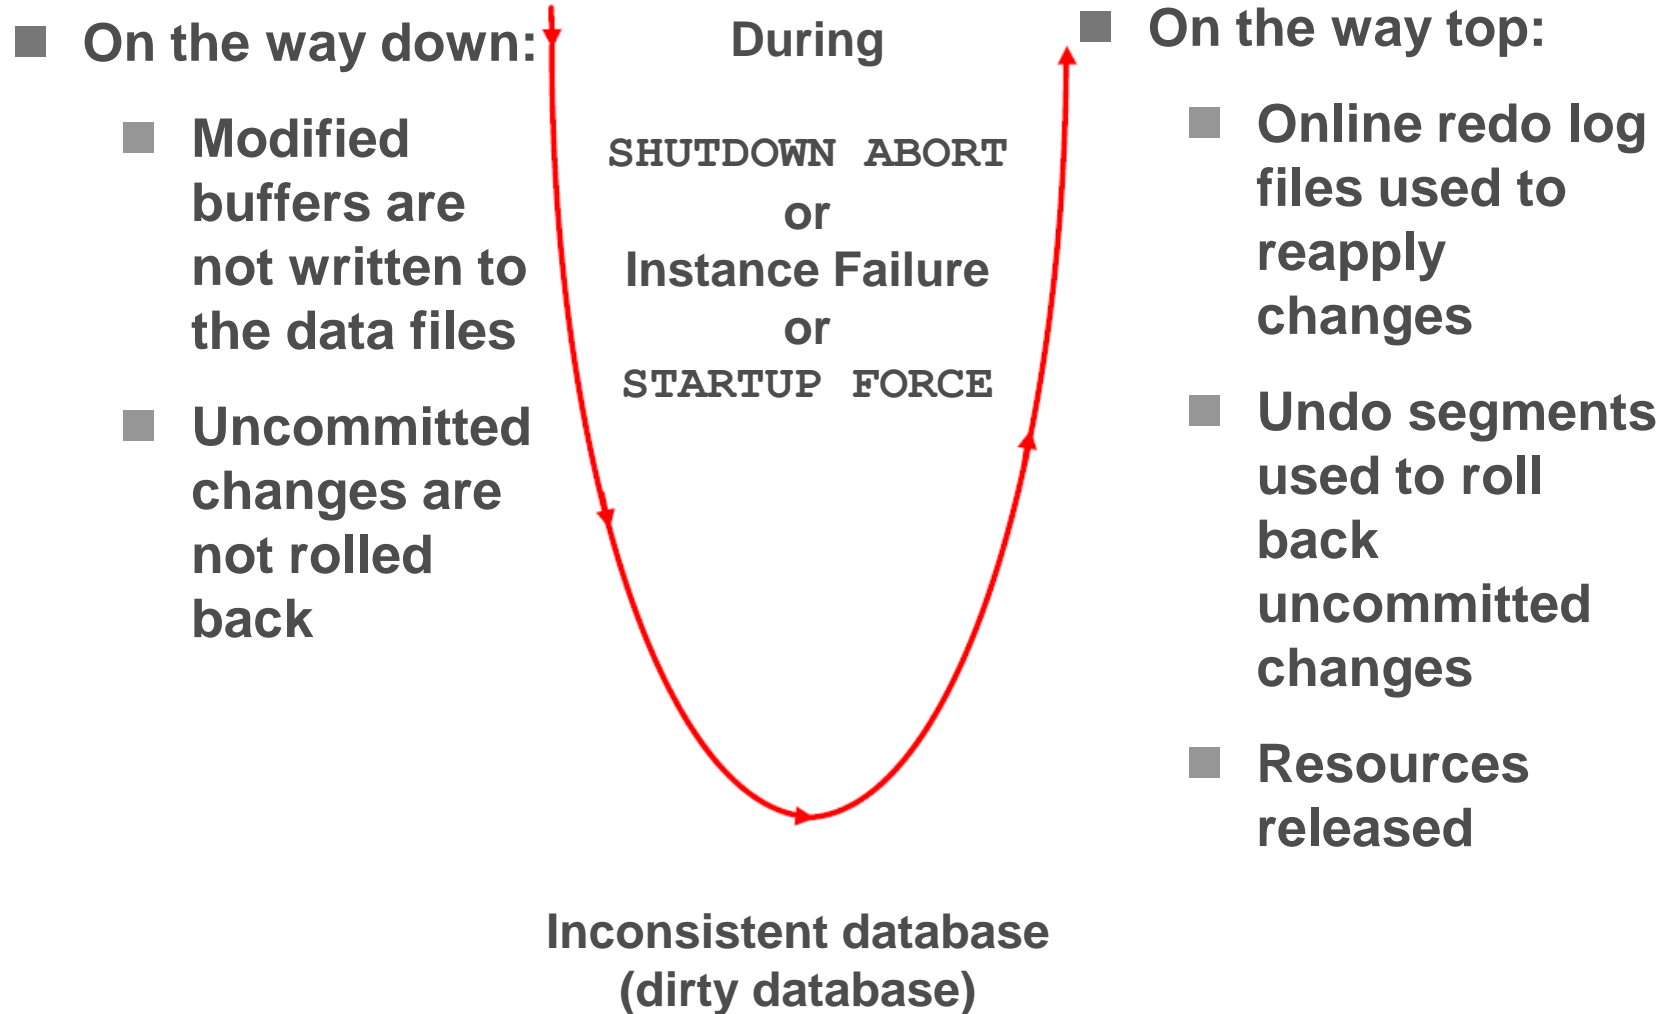 On the way down:
Modified
buffers are
not written to
the data files
Uncommitted
changes are
not rolled
back
During
SHUTDOWN ABORT
or
Instance Failure
or
STARTUP FORCE
On the way top:
Online redo log
files used to
reapply
changes
Undo segments
used to roll
back
uncommitted
changes
Resources
released
Inconsistent database
(dirty database)